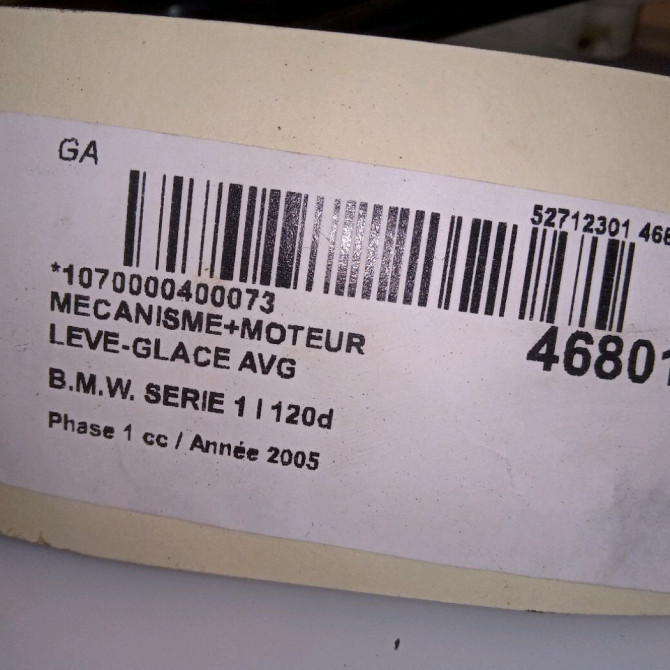 GA
52712301 468
*1070000400073
46801
MECANISME+MOTEUR
LEVE-GLACE AVG
B.M.W. SERIE 1 I 120d
Phase 1 cc / Année 2005